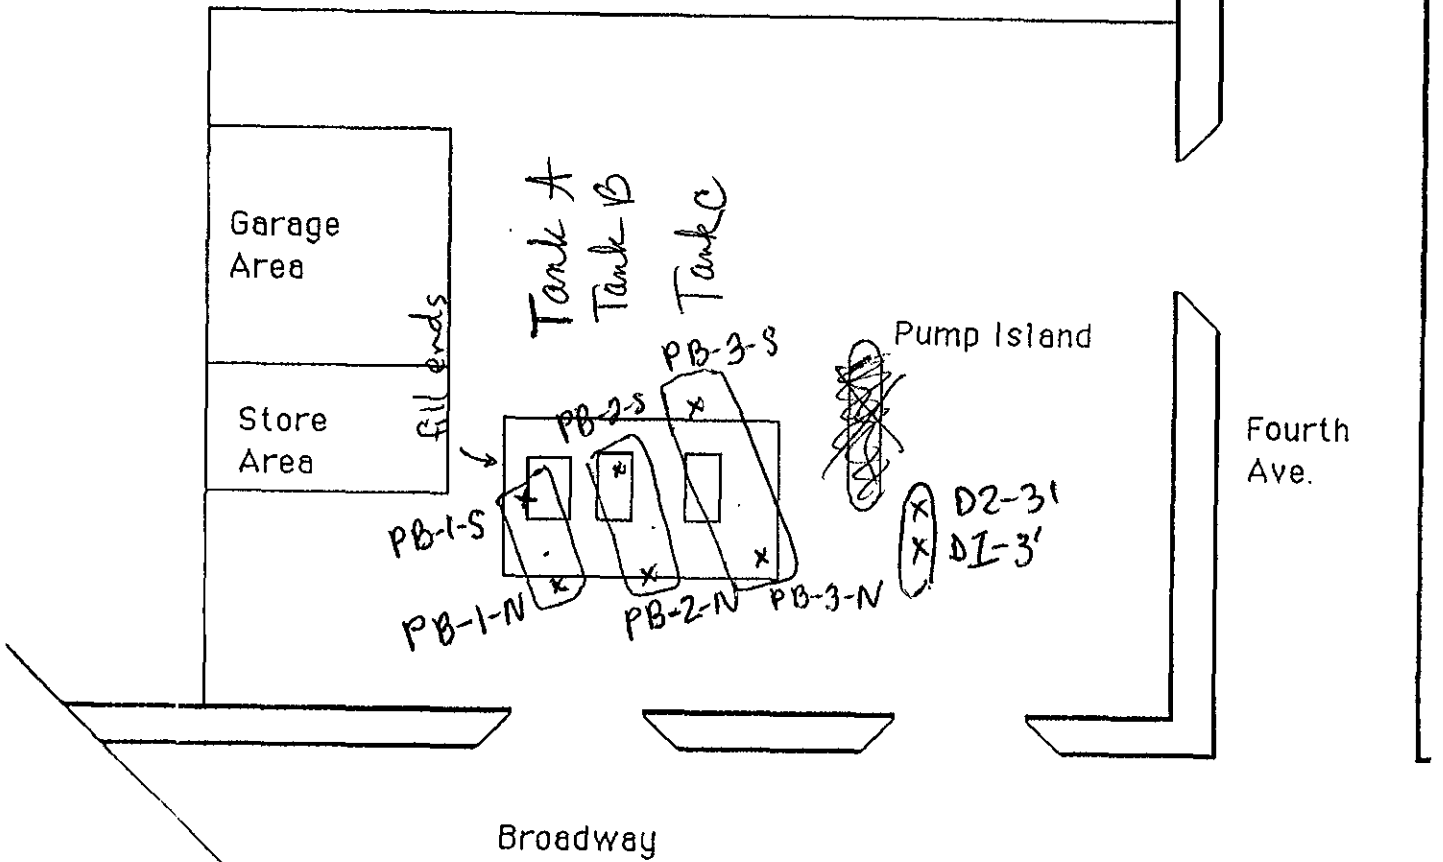 Tank A
Tank B
Tank C
Garage
Area
fill ends
Pump Island
PB-3-S
Store
Area
PB-2-S
Fourth
Ave.
PB-1-S
D2-3'
D1-3'
PB-1-N
PB-2-N
PB-3-N
Broadway